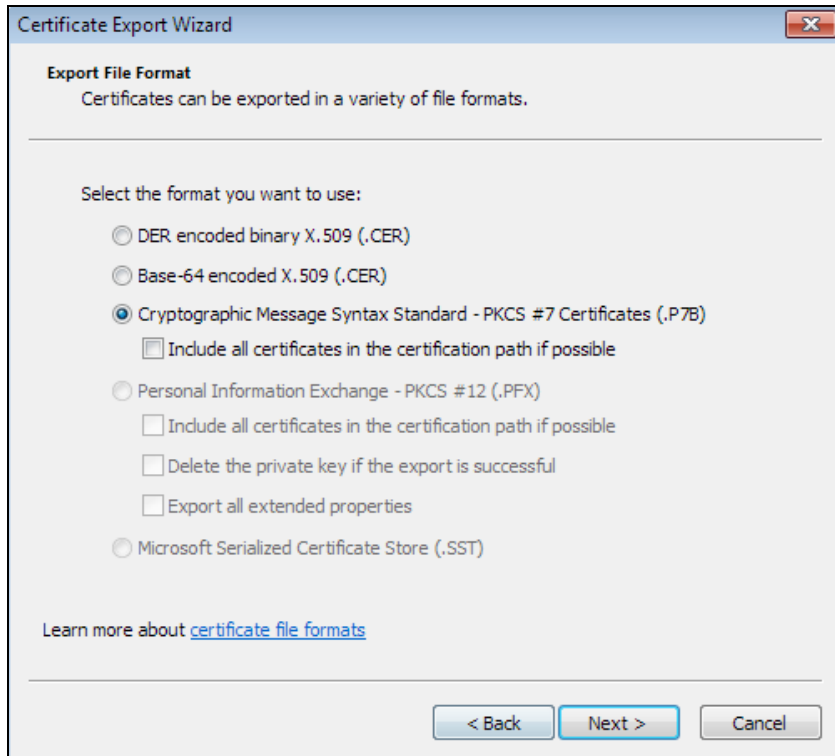 Certificate Export Wizard
Export File Format
Certificates can be exported in a variety of file formats.
Select the format you want to use:
DER encoded binary X.509 (.CER)
Base-64 encoded X.509 (.CER)
Cryptographic Message Syntax Standard - PKCS #7 Certificates (.P7B)
Include all certificates in the certification path if possible
Personal Information Exchange - PKCS #12 (.PFX)
Include all certificates in the certification path if possible
Delete the private key if the export is successful
Export all extended properties
Microsoft Serialized Certificate Store (.SST)
Learn more about certificate file formats
< Back Next > Cancel